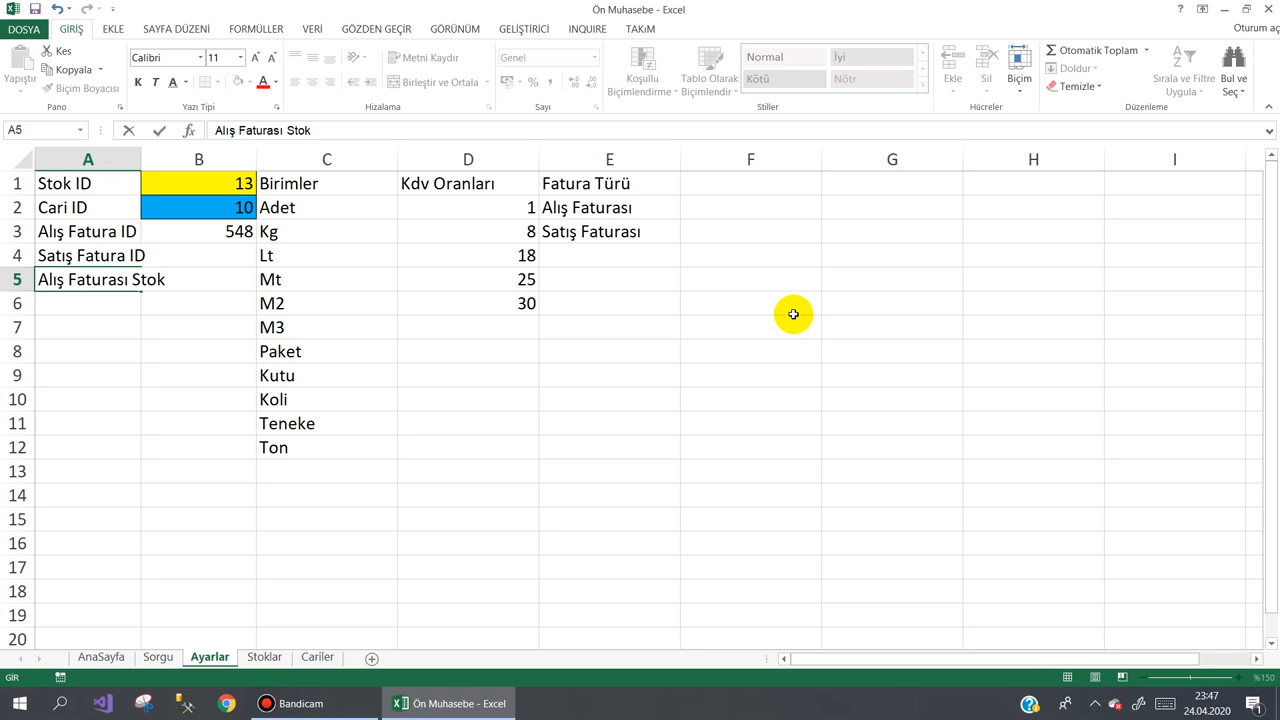 Ön Muhasebe - Excel
DOSYA GİRİŞ EKLE SAYFA DÜZENİ FORMÜLLER VERİ GÖZDEN GEÇİR GÖRÜNÜM GELİŞTİRİCİ INQUIRE TAKıM
Oturum aç
Yapıştır
Kes
Kopyala
Biçim Boyacısı
Pano
Calibri 11
K T A
Yazı Tipi
Metni Kaydır
Birleştir ve Ortala
Hizalama
Genel
Sayı
Koşullu Biçimlendirme
Tablo Olarak Biçimlendir
Normal İyi
Kötü Nötr
Stiller
Ekle Sil Biçim
Hücreler
Otomatik Toplam
Doldur
Temizle
Sırala ve Filtre Uygula
Bul ve Seç
Düzenleme
A5 fx Alış Faturası Stok
A B C D E F G H I
1 Stok ID 13 Birimler Kdv Oranları Fatura Türü
2 Cari ID 10 Adet 1 Alış Faturası
3 Alış Fatura ID 548 Kg 8 Satış Faturası
4 Satış Fatura ID Lt 18
5 Alış Faturası Stok Mt 25
6 M2 30
7 M3
8 Paket
9 Kutu
10 Koli
11 Teneke
12 Ton
13
14
15
16
17
18
19
20
AnaSayfa Sorgu Ayarlar Stoklar Cariler
GİR %150
Bandicam Ön Muhasebe - Excel
23:47
24.04.2020